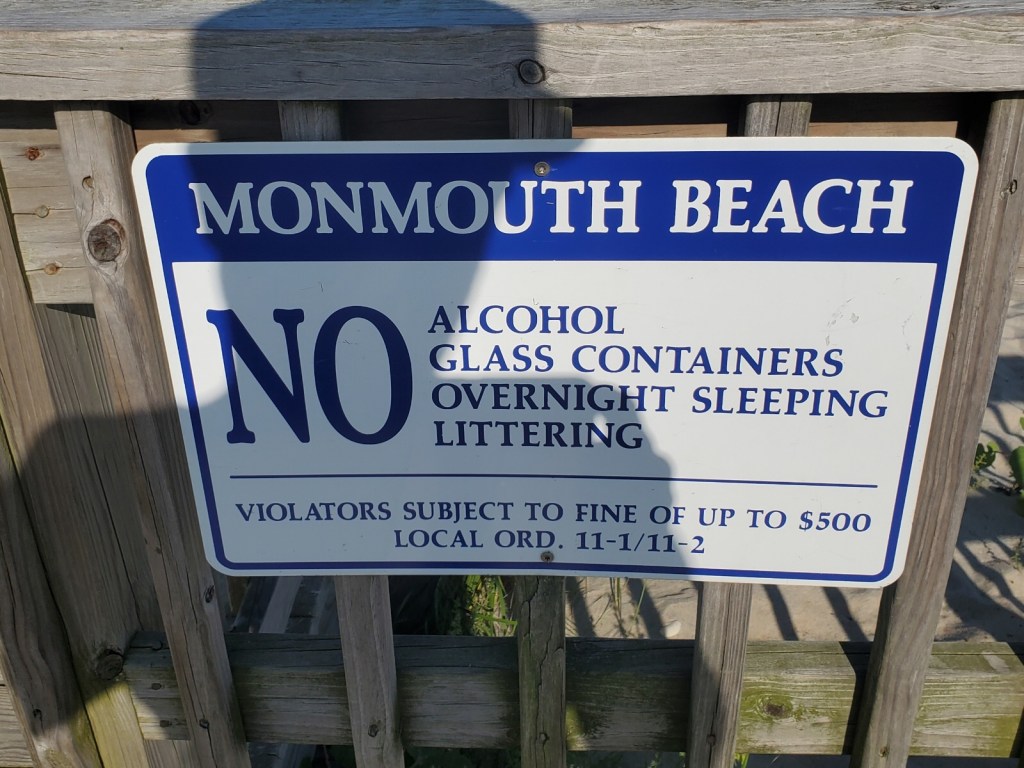 MONMOUTH BEACH
NO
ALCOHOL
GLASS CONTAINERS
OVERNIGHT SLEEPING
LITTERING
VIOLATORS SUBJECT TO FINE OF UP TO $500
LOCAL ORD. 11-1/11-2